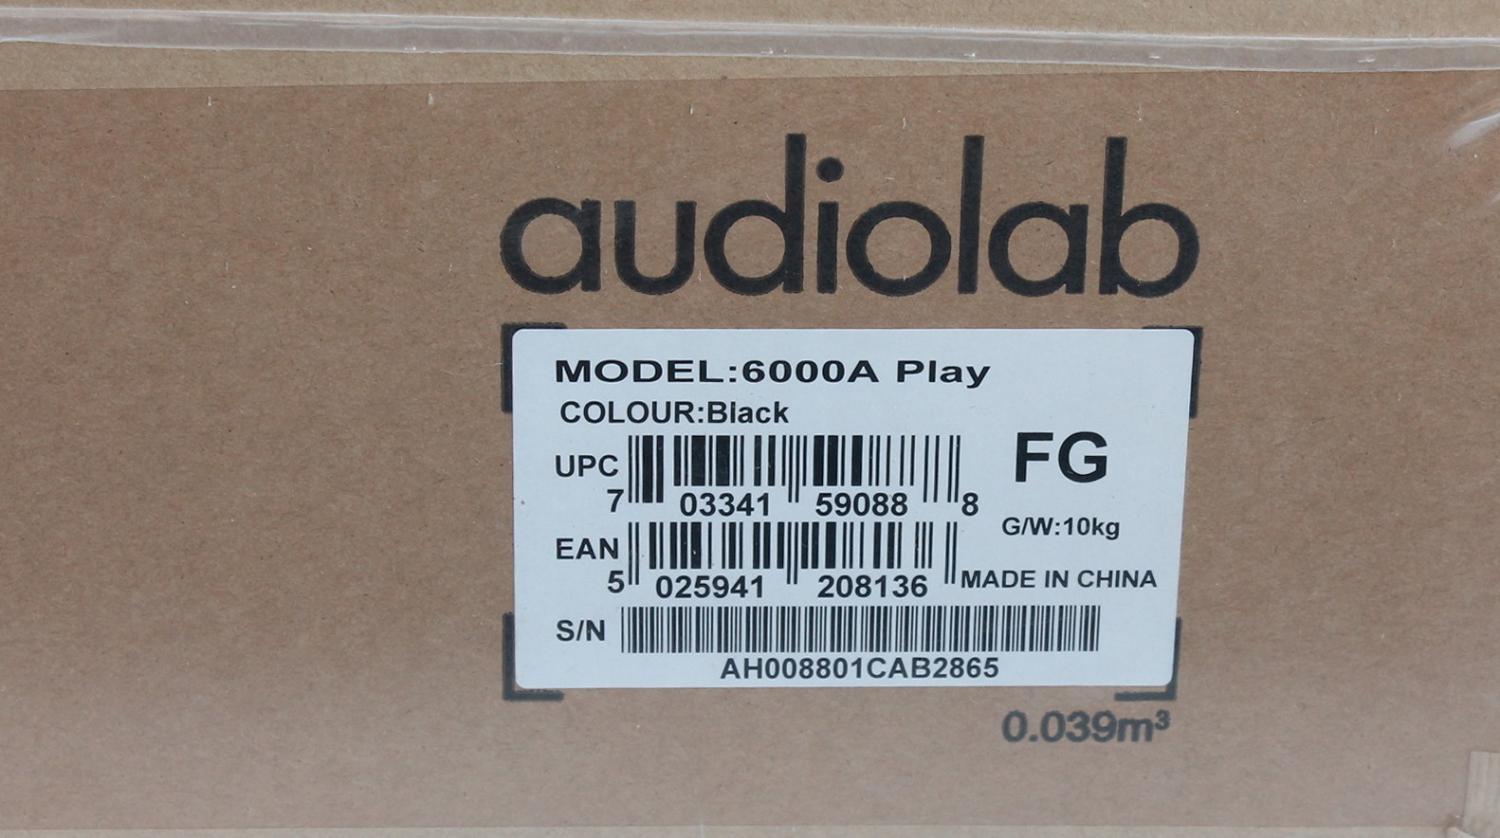 audiolab
MODEL:6000A Play
COLOUR:Black
FG
UPC
7 03341 59088 8
G/W:10kg
EAN
5 025941 208136
MADE IN CHINA
S/N
AH008801CAB2865
0.039m³